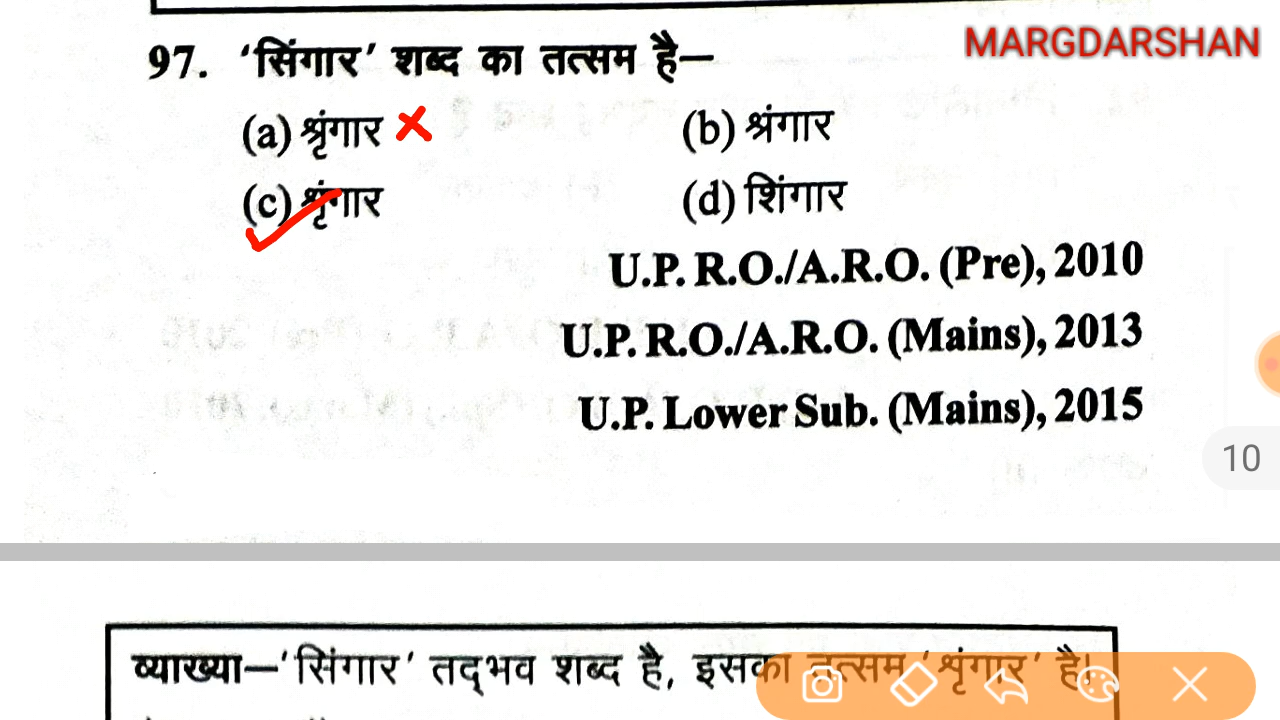 MARGDARSHAN
97. ‘सिंगार’ शब्द का तत्सम है—
(a) श्रृंगार (b) श्रंगार
(c) शृंगार (d) शिंगार
U.P. R.O./A.R.O. (Pre), 2010
U.P. R.O./A.R.O. (Mains), 2013
U.P. Lower Sub. (Mains), 2015
10
व्याख्या—‘सिंगार’ तद्भव शब्द है, इसका तत्सम ‘शृंगार’ है।